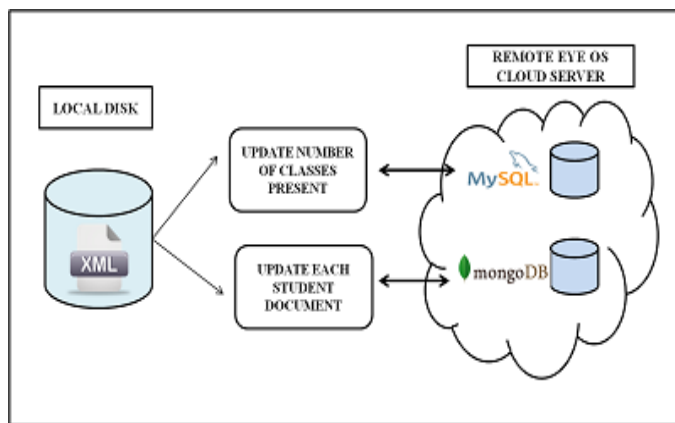 REMOTE EYE OS
CLOUD SERVER
LOCAL DISK
UPDATE NUMBER
OF CLASSES
PRESENT
MySQL
XML
UPDATE EACH
STUDENT
DOCUMENT
mongoDB